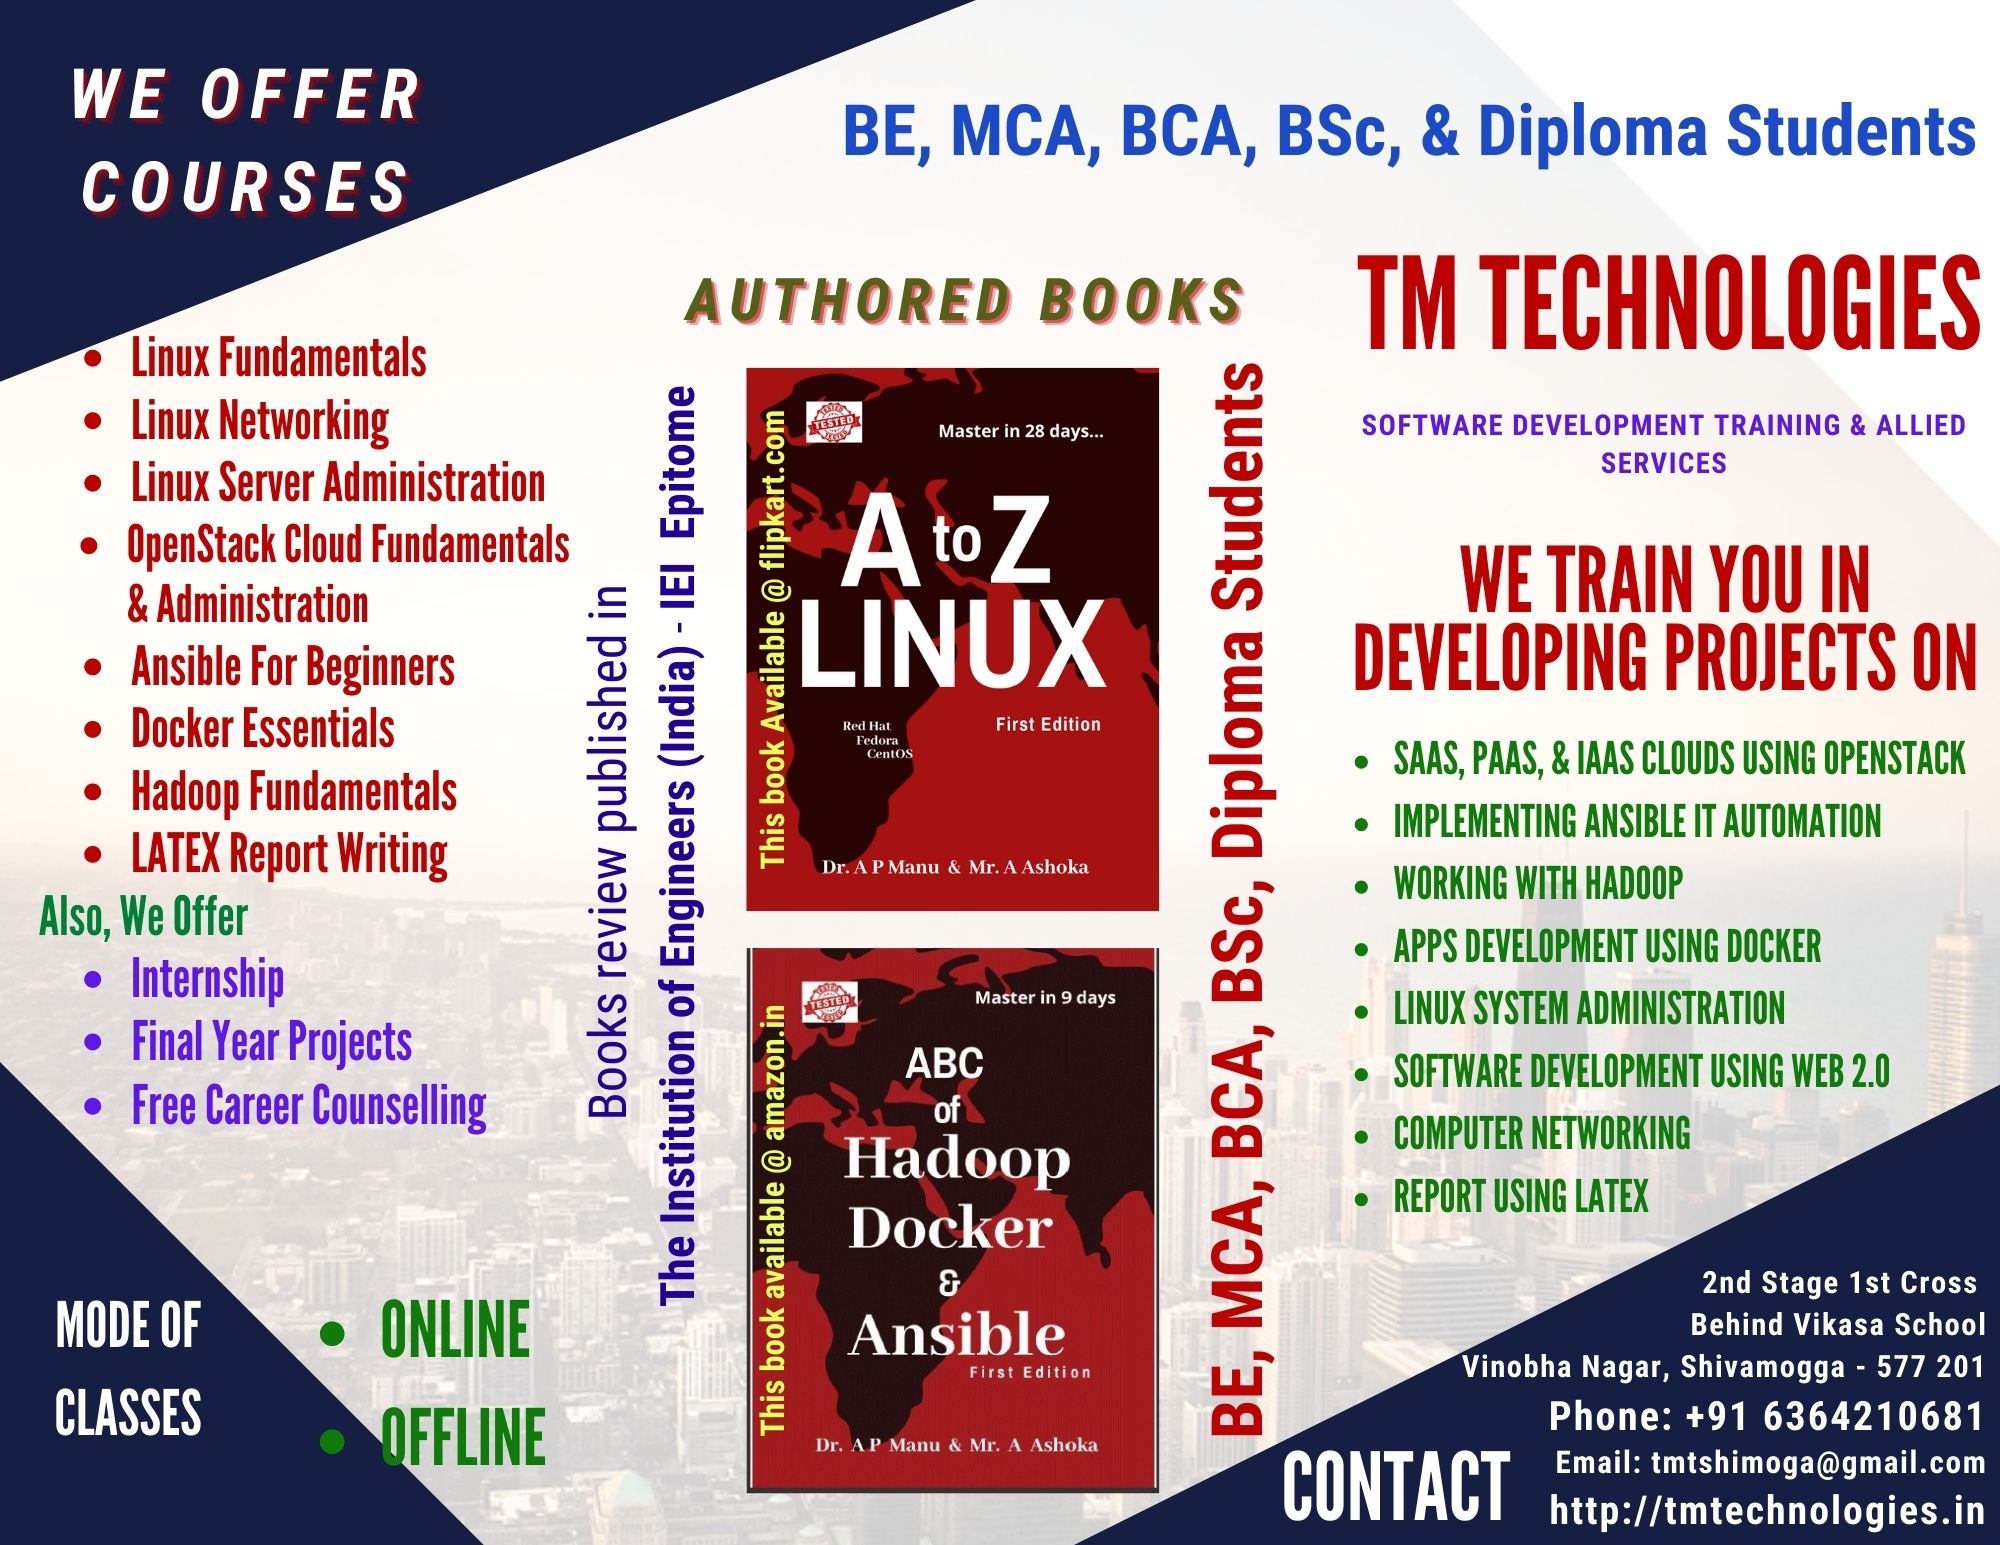 WE OFFER
COURSES
BE, MCA, BCA, BSc, & Diploma Students
Linux Fundamentals
Linux Networking
Linux Server Administration
OpenStack Cloud Fundamentals
& Administration
Ansible For Beginners
Docker Essentials
Hadoop Fundamentals
LATEX Report Writing
Also, We Offer
Internship
Final Year Projects
Free Career Counselling
MODE OF
CLASSES
ONLINE
OFFLINE
Books review published in
The Institution of Engineers (India) - IEI Epitome
AUTHORED BOOKS
This book Available @ flipkart.com
TESTED
Master in 28 days...
A to Z
LINUX
Red Hat
Fedora
CentOS
First Edition
Dr. A P Manu & Mr. A Ashoka
This book available @ amazon.in
TESTED
Master in 9 days
ABC
of
Hadoop
Docker
&
Ansible
First Edition
Dr. A P Manu & Mr. A Ashoka
BE, MCA, BCA, BSc, Diploma Students
TM TECHNOLOGIES
SOFTWARE DEVELOPMENT TRAINING & ALLIED
SERVICES
WE TRAIN YOU IN
DEVELOPING PROJECTS ON
SAAS, PAAS, & IAAS CLOUDS USING OPENSTACK
IMPLEMENTING ANSIBLE IT AUTOMATION
WORKING WITH HADOOP
APPS DEVELOPMENT USING DOCKER
LINUX SYSTEM ADMINISTRATION
SOFTWARE DEVELOPMENT USING WEB 2.0
COMPUTER NETWORKING
REPORT USING LATEX
2nd Stage 1st Cross
Behind Vikasa School
Vinobha Nagar, Shivamogga - 577 201
Phone: +91 6364210681
Email: tmtshimoga@gmail.com
http://tmtechnologies.in
CONTACT